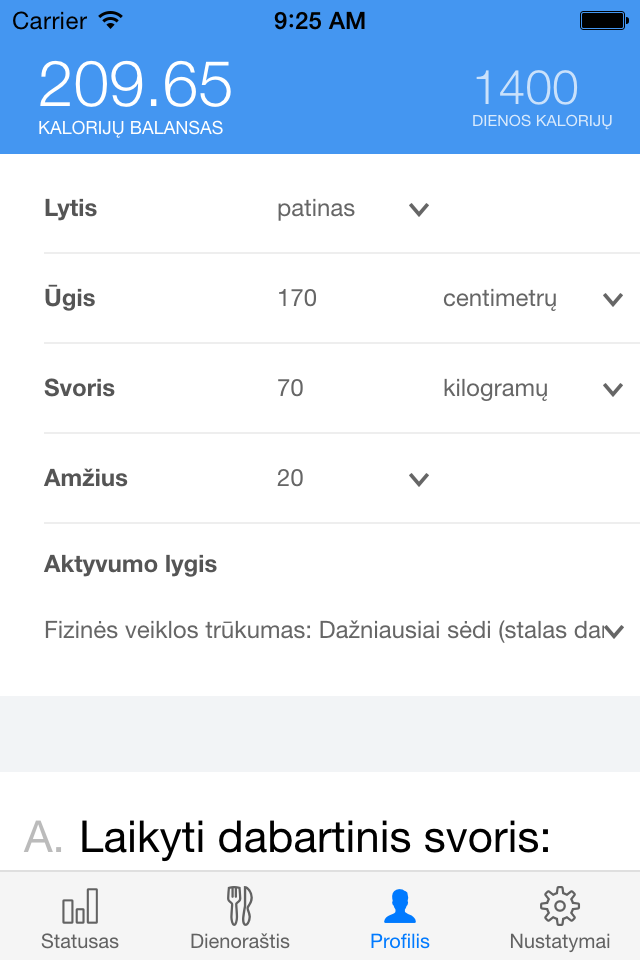 Carrier 9:25 AM
209.65 1400
KALORIJŲ BALANSAS DIENOS KALORIJŲ
Lytis patinas
Ūgis 170 centimetrų
Svoris 70 kilogramų
Amžius 20
Aktyvumo lygis
Fizinės veiklos trūkumas: Dažniausiai sėdi (stalas
A. Laikyti dabartinis svoris:
Statusas Dienoraštis Profilis Nustatymai